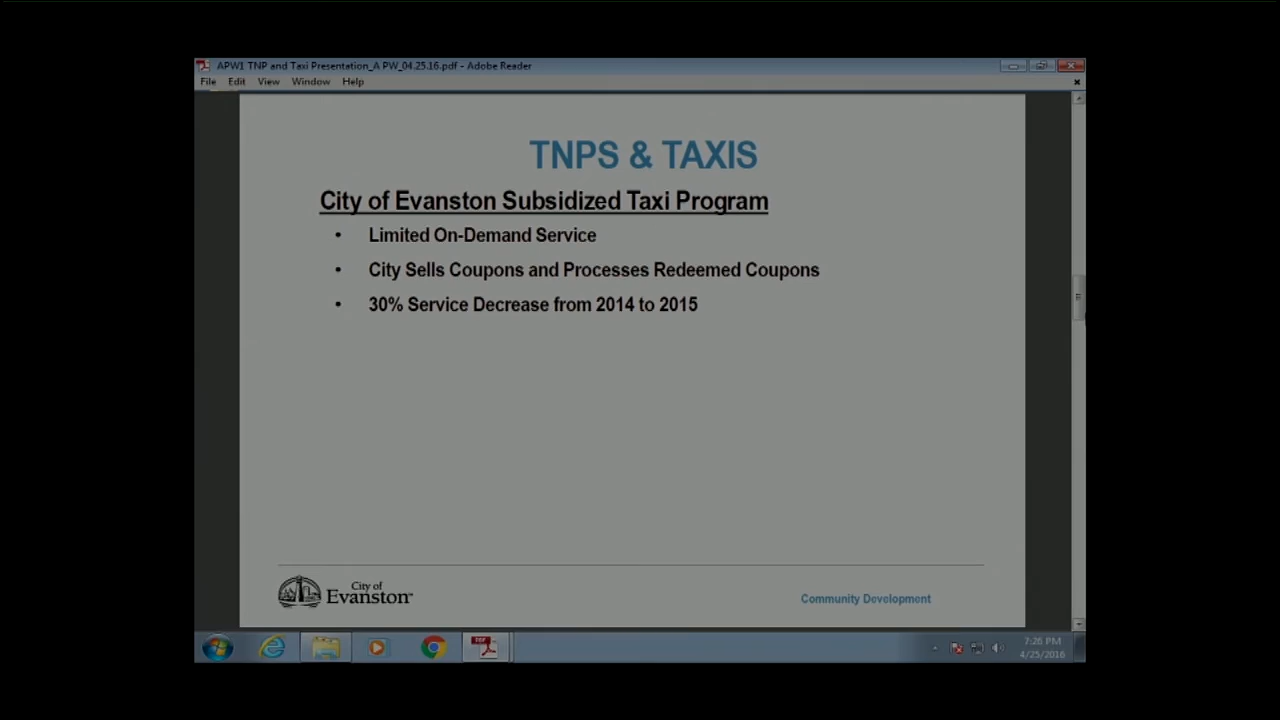 APW1 TNP and Taxi Presentation_A PW_04.25.16.pdf - Adobe Reader
File Edit View Window Help
TNPS & TAXIS
City of Evanston Subsidized Taxi Program
• Limited On-Demand Service
• City Sells Coupons and Processes Redeemed Coupons
• 30% Service Decrease from 2014 to 2015
City of
Evanston™
Community Development
PDF
7:26 PM
4/25/2016